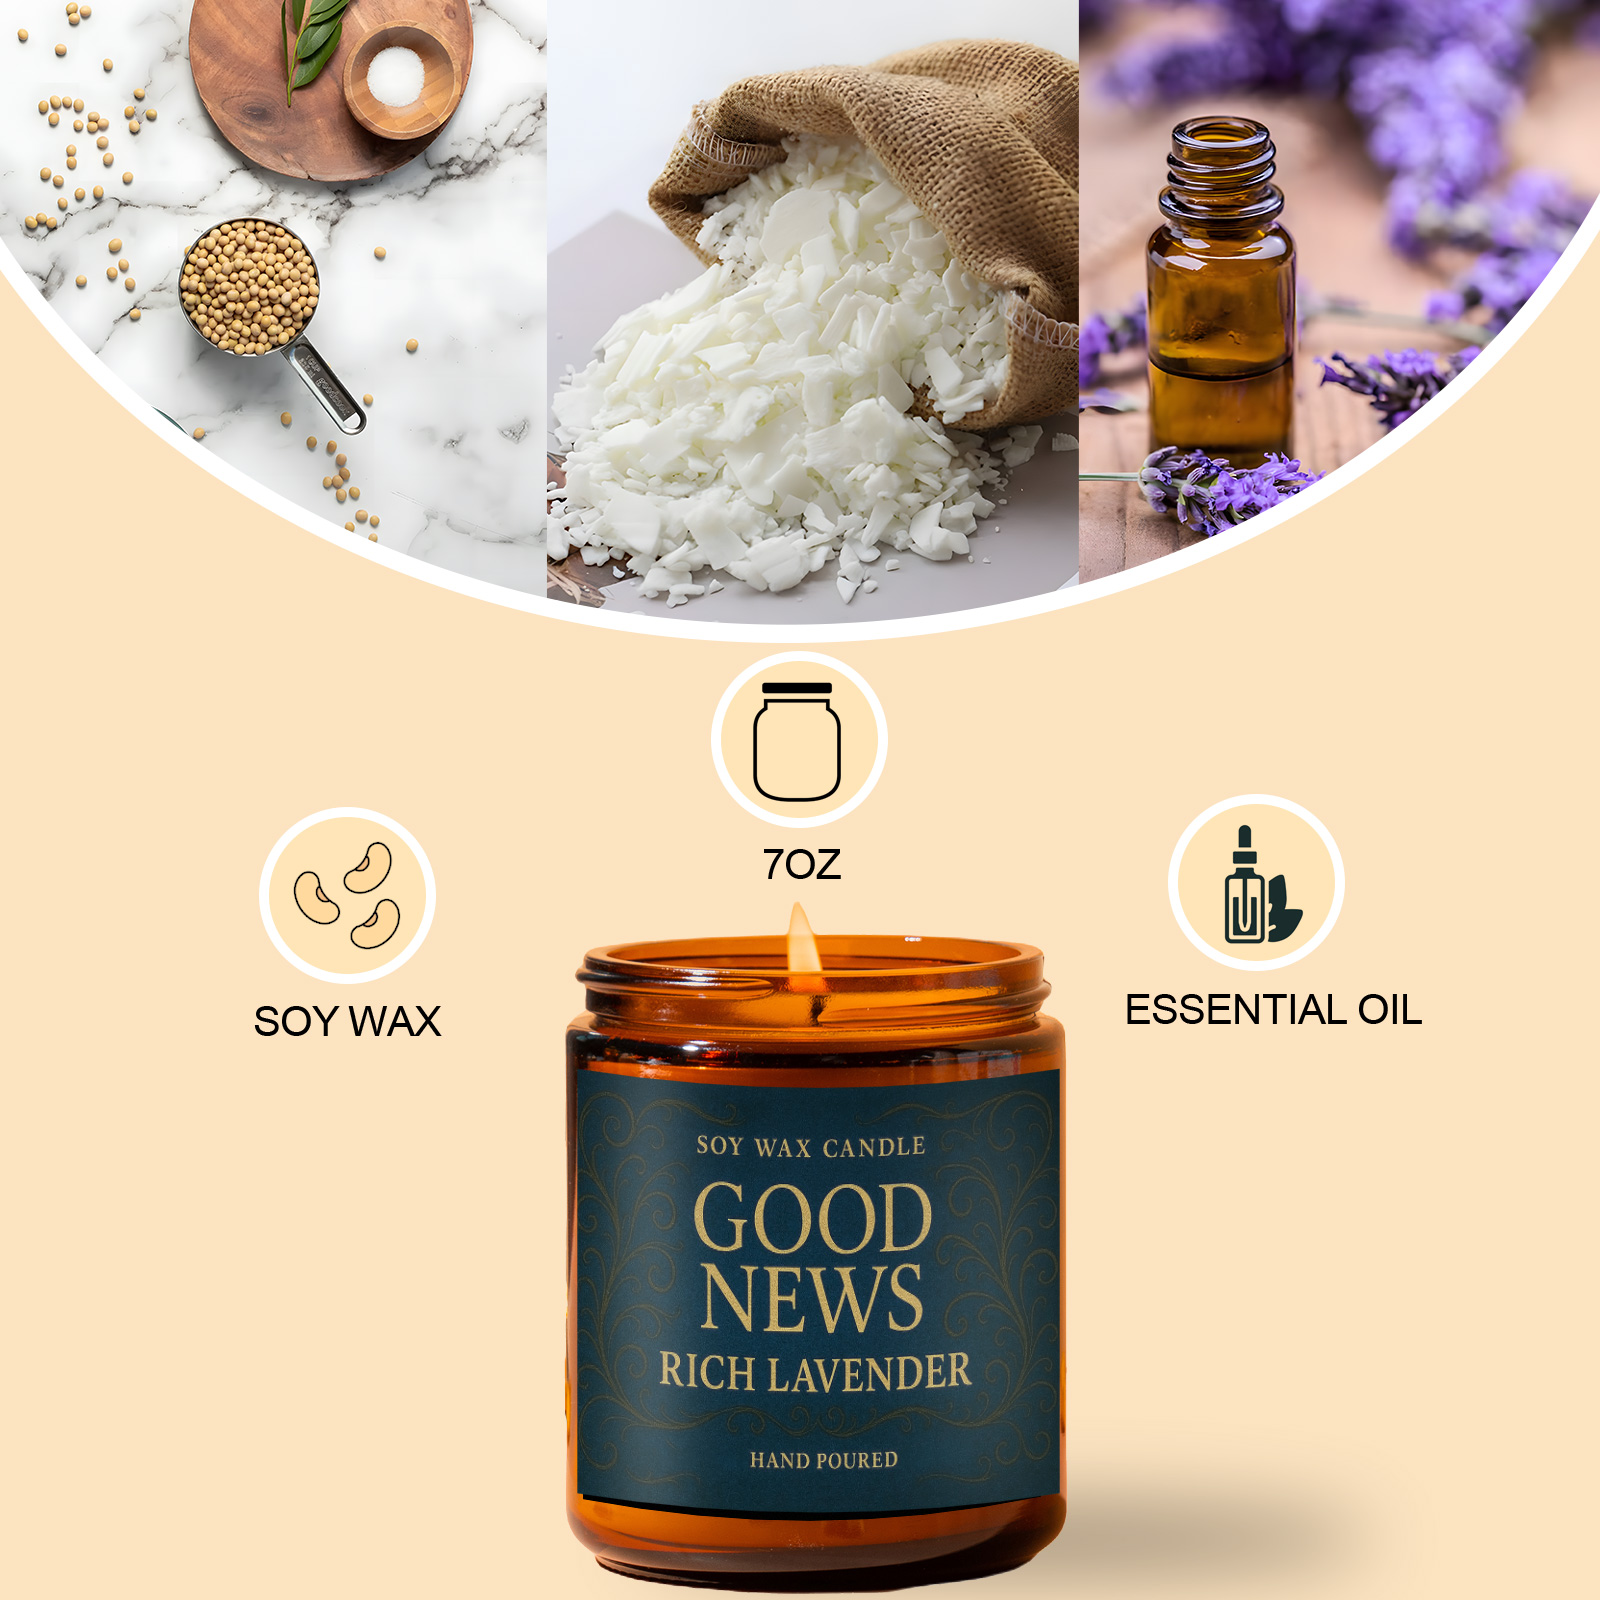 7OZ
SOY WAX
ESSENTIAL OIL
SOY WAX CANDLE
GOOD
NEWS
RICH LAVENDER
HAND POURED